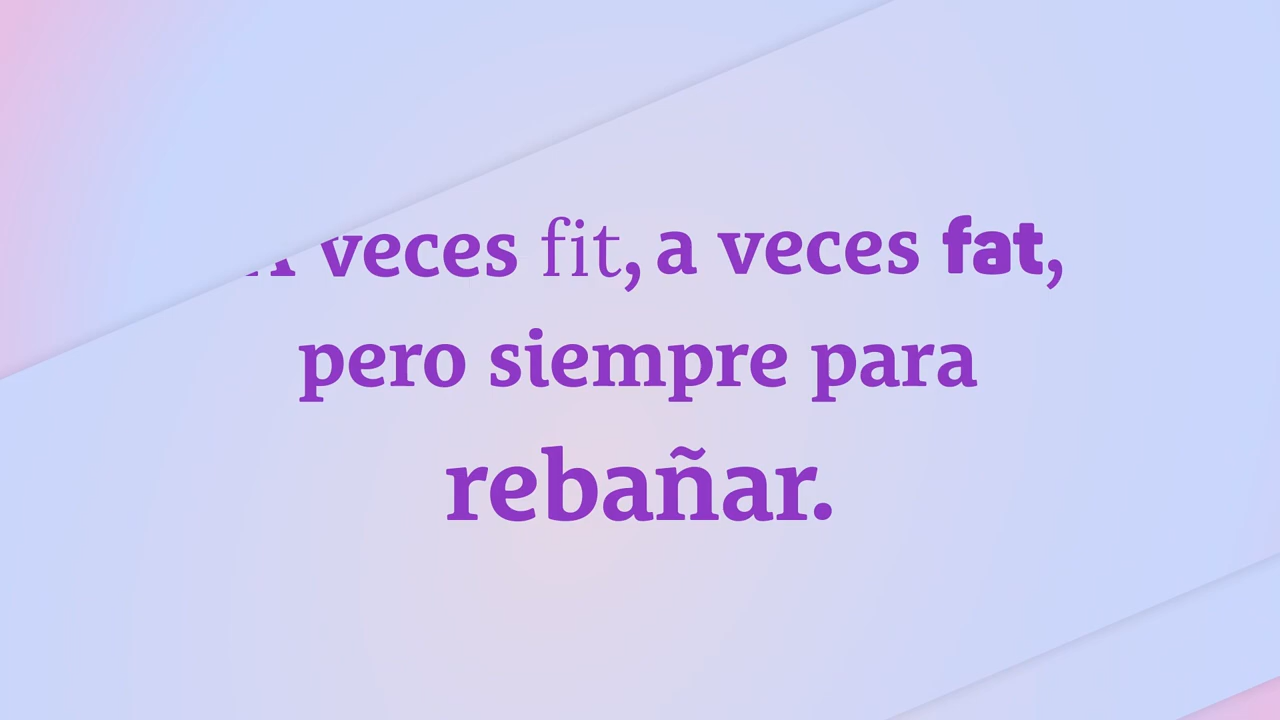 A veces fit, a veces fat,
pero siempre para
rebañar.